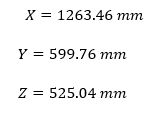 X = 1263.46 mm
Y = 599.76 mm
Z = 525.04 mm